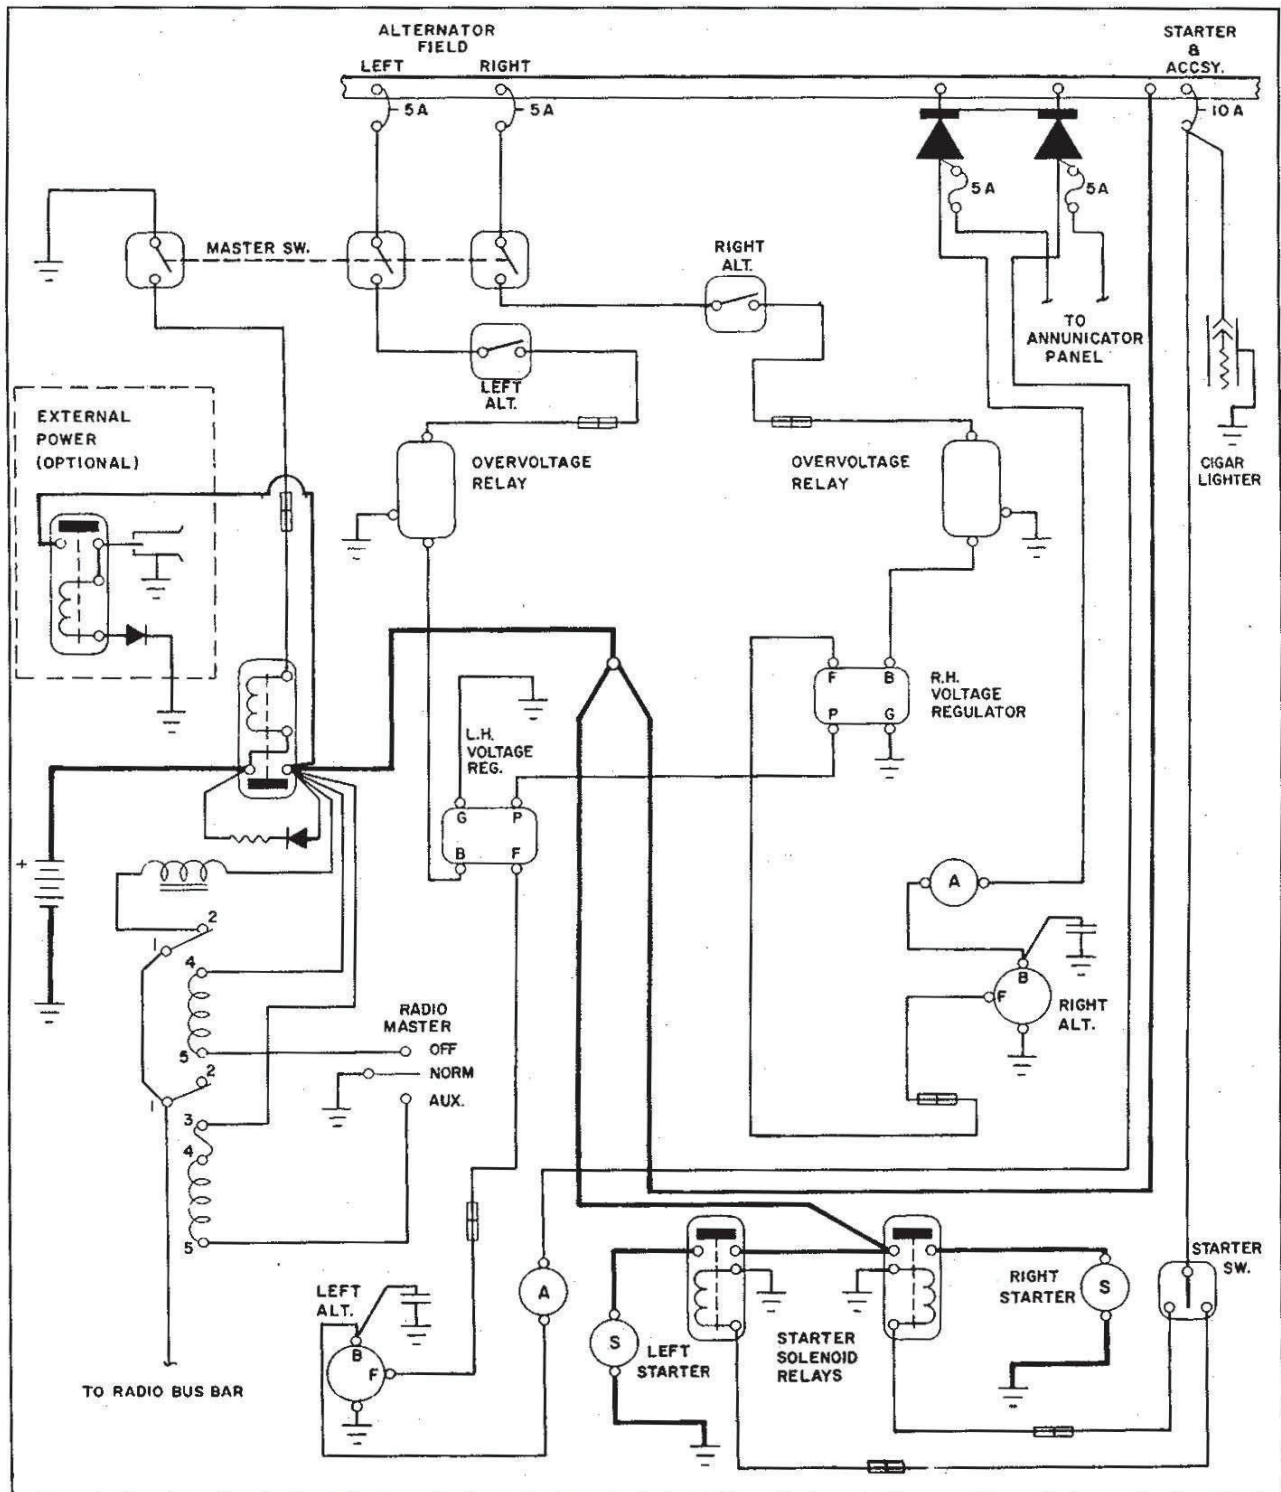 ALTERNATOR
FIELD
LEFT
RIGHT
STARTER
&
ACCSY.
5A
5A
10 A
5 A
5A
MASTER SW.
RIGHT
ALT.
TO
ANNUNICATOR
PANEL
LEFT
ALT.
EXTERNAL
POWER
(OPTIONAL)
OVERVOLTAGE
RELAY
OVERVOLTAGE
RELAY
CIGAR
LIGHTER
F B
P G
R.H.
VOLTAGE
REGULATOR
L.H.
VOLTAGE
REG.
G P
B F
+
A
2
1
4
5
2
1
3
4
5
RADIO
MASTER
OFF
NORM
AUX.
B
F
RIGHT
ALT.
LEFT
ALT.
B
F
A
S
LEFT
STARTER
STARTER
SOLENOID
RELAYS
RIGHT
STARTER
S
STARTER
SW.
TO RADIO BUS BAR